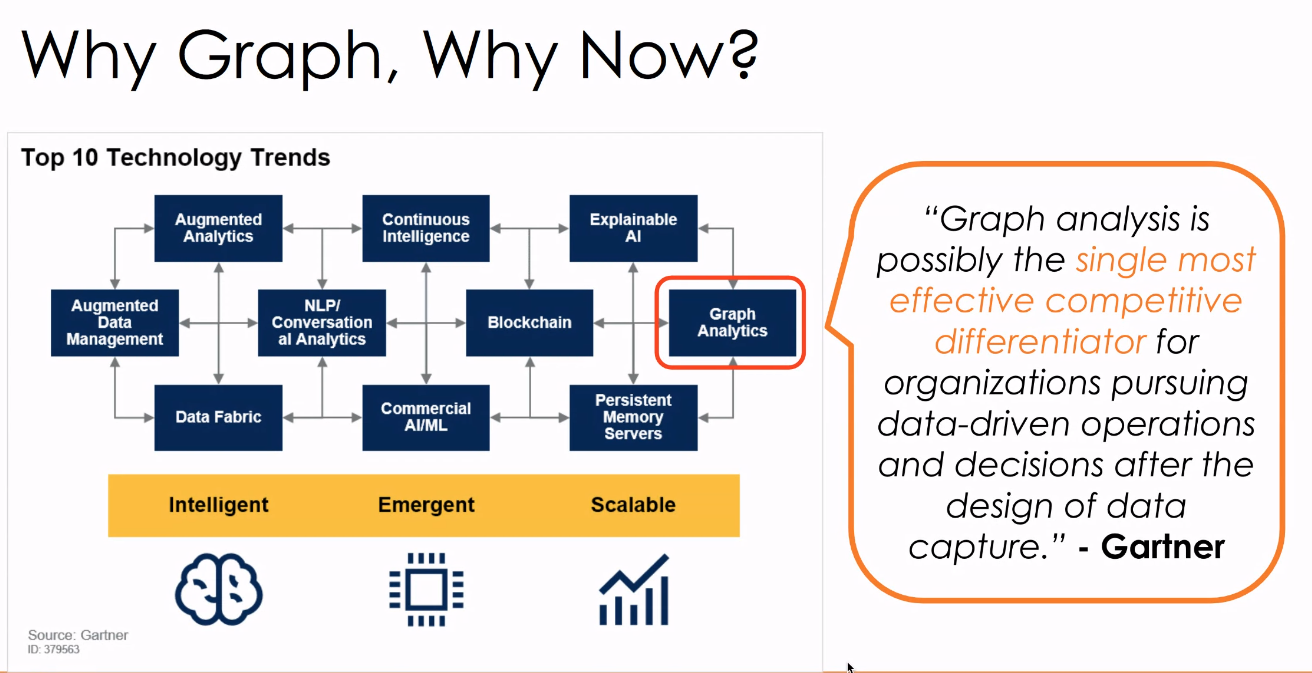 Why Graph, Why Now?
Top 10 Technology Trends
Augmented
Analytics
Continuous
Intelligence
Explainable
AI
Augmented
Data
Management
NLP/
Conversation
al Analytics
Blockchain
Graph
Analytics
Data Fabric
Commercial
AI/ML
Persistent
Memory
Servers
Intelligent
Emergent
Scalable
Source: Gartner
ID: 379563
“Graph analysis is
possibly the single most
effective competitive
differentiator for
organizations pursuing
data-driven operations
and decisions after the
design of data
capture.” - Gartner